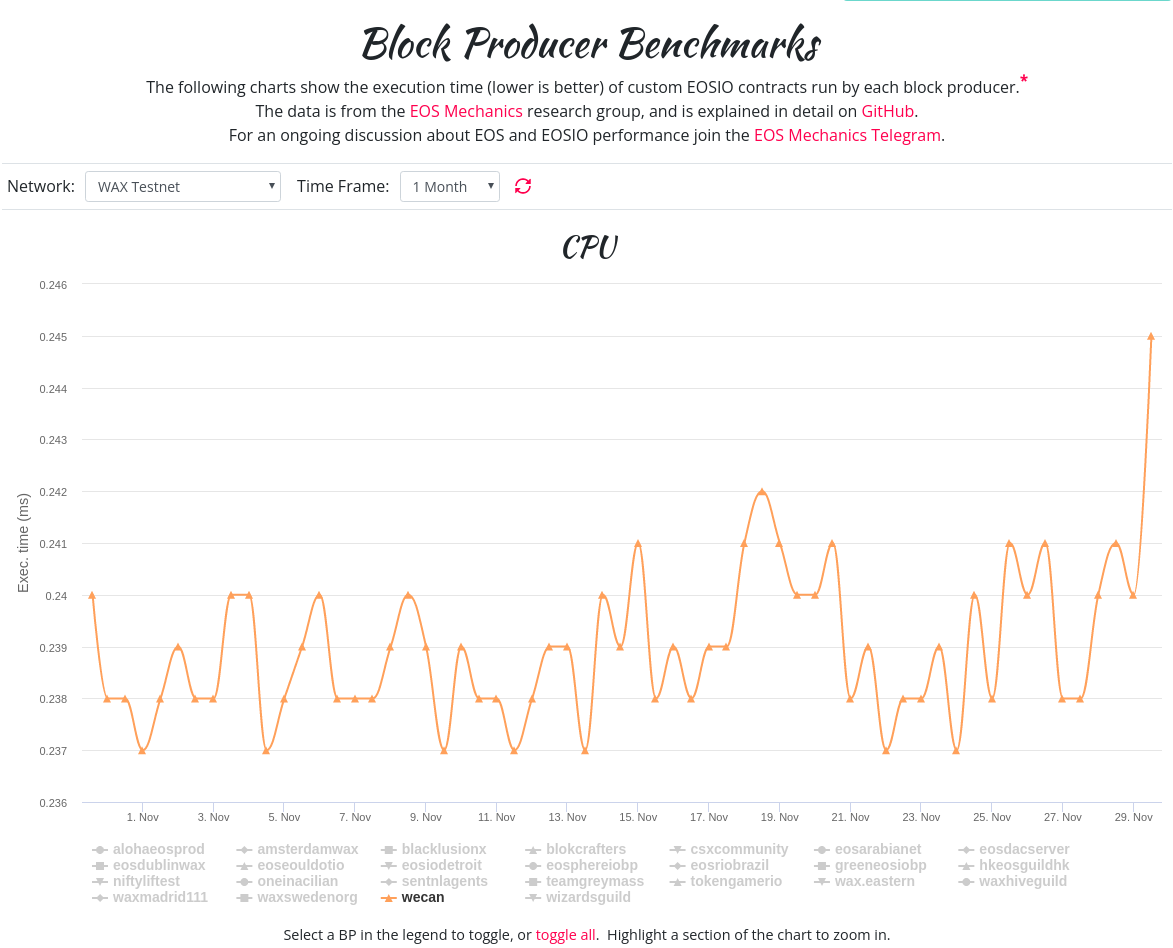 Block Producer Benchmarks
The following charts show the execution time (lower is better) of custom EOSIO contracts run by each block producer.*
The data is from the EOS Mechanics research group, and is explained in detail on GitHub.
For an ongoing discussion about EOS and EOSIO performance join the EOS Mechanics Telegram.
Network: WAX Testnet Time Frame: 1 Month
CPU
0.246
0.245
0.244
0.243
0.242
0.241
0.24
0.239
0.238
0.237
0.236
Exec. time (ms)
1. Nov 3. Nov 5. Nov 7. Nov 9. Nov 11. Nov 13. Nov 15. Nov 17. Nov 19. Nov 21. Nov 23. Nov 25. Nov 27. Nov 29. Nov
alohaeosprod amsterdamwax blacklusionx blokcrafters csxcommunity eosarabianet eosdacserver
eosdublinwax eoseouldotio eosiodetroit eosphereiobp eosriobrazil greeneosiobp hkeosguildhk
niftyliftest oneinacilian sentnlagents teamgreymass tokengamerio wax.eastern waxhiveguild
waxmadrid111 waxswedenorg wecan wizardsguild
Select a BP in the legend to toggle, or toggle all. Highlight a section of the chart to zoom in.